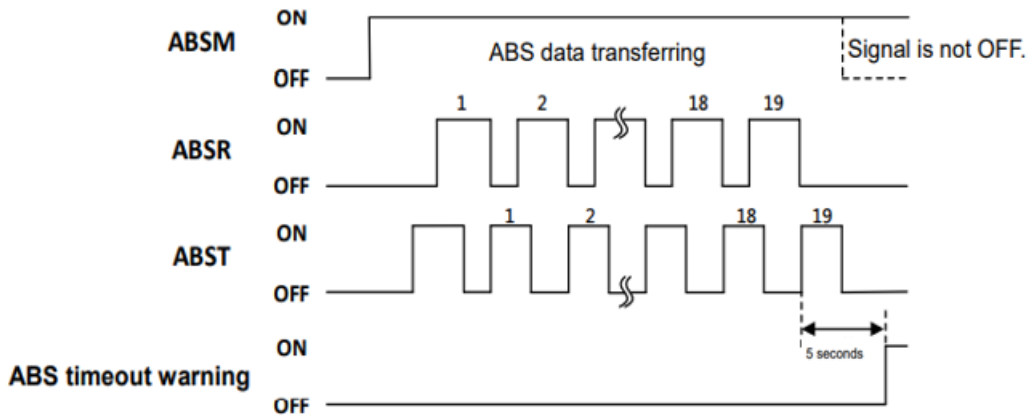 ON
ABSM
ABS data transferring
Signal is not OFF.
OFF
1 2 18 19
ON
ABSR
OFF
1 2 18 19
ON
ABST
OFF
5 seconds
ON
ABS timeout warning
OFF